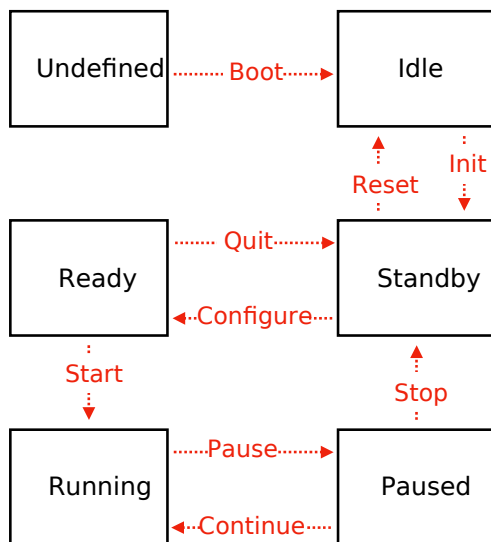 Undefined
Boot
Idle
Reset
Init
Ready
Quit
Standby
Configure
Start
Stop
Running
Pause
Paused
Continue